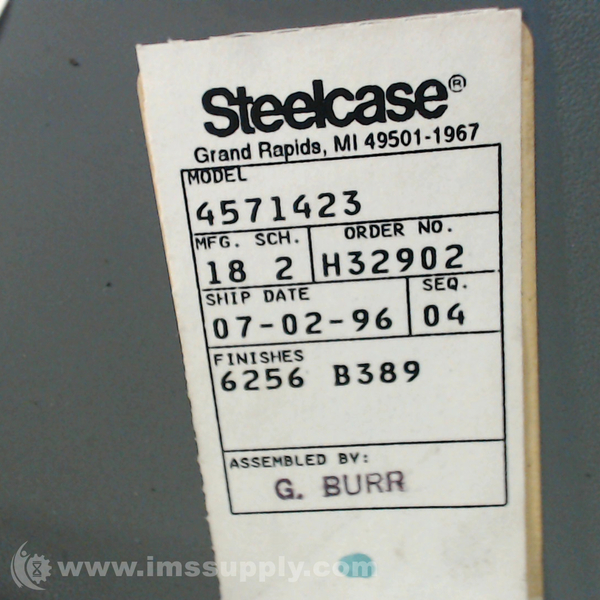 Steelcase®
Grand Rapids, MI 49501-1967
MODEL
4571423
MFG. SCH. ORDER NO.
18 2 H32902
SHIP DATE SEQ.
07-02-96 04
FINISHES
6256 B389
ASSEMBLED BY:
G. BURR
www.imssupply.com